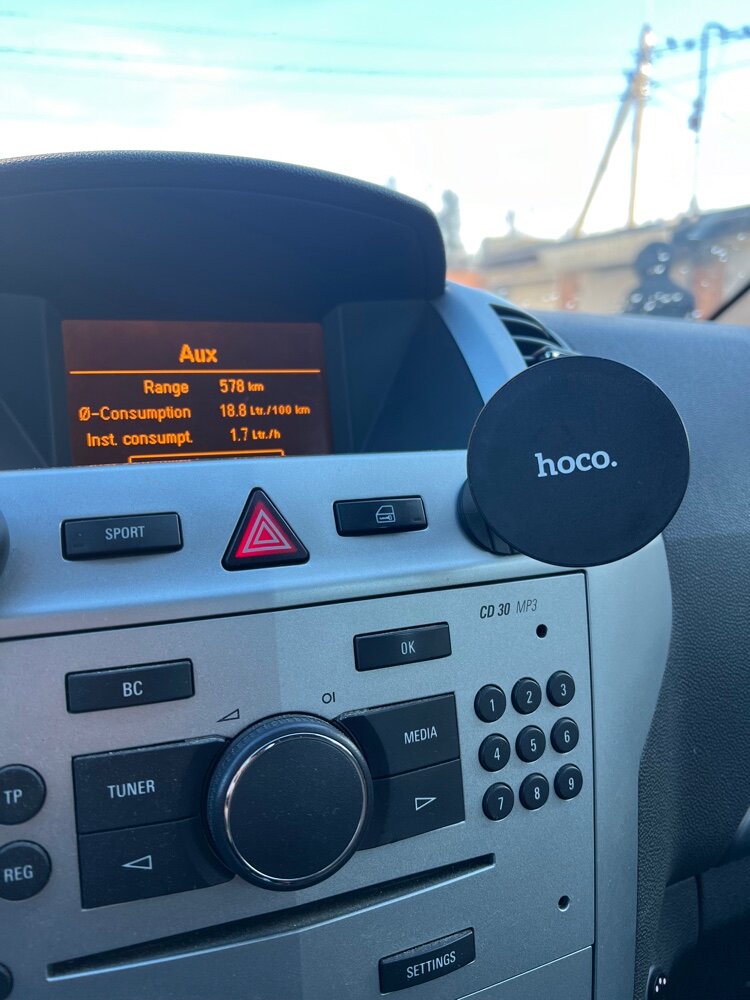 Aux
Range 578 km
Ø-Consumption 18.8 Ltr./100 km
Inst. consumpt. 1.7 Ltr./h
hoco.
SPORT
CD 30 MP3
OK
BC
1 2 3
MEDIA
TUNER
4 5 6
TP
7 8 9
REG
SETTINGS